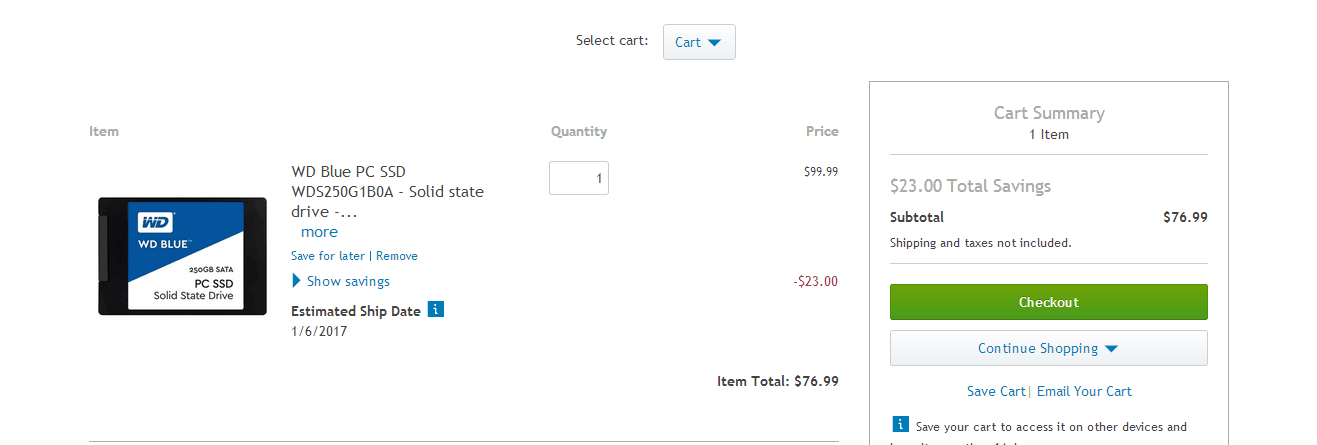 Select cart: Cart
Item Quantity Price
WD Blue PC SSD
WDS250G1B0A - Solid state
drive -...
more
1
$99.99
Save for later | Remove
Show savings
-$23.00
Estimated Ship Date i
1/6/2017
Item Total: $76.99
WD
WD BLUE™
250GB SATA
PC SSD
Solid State Drive
Cart Summary
1 Item
$23.00 Total Savings
Subtotal $76.99
Shipping and taxes not included.
Checkout
Continue Shopping
Save Cart| Email Your Cart
i Save your cart to access it on other devices and